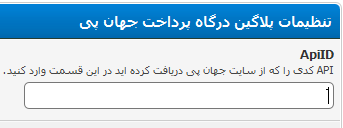 تنظیمات پلاگین درگاه پرداخت جهان پی
ApiID
API کدی را که از سایت جهان پی دریافت کرده اید در این قسمت وارد کنید.